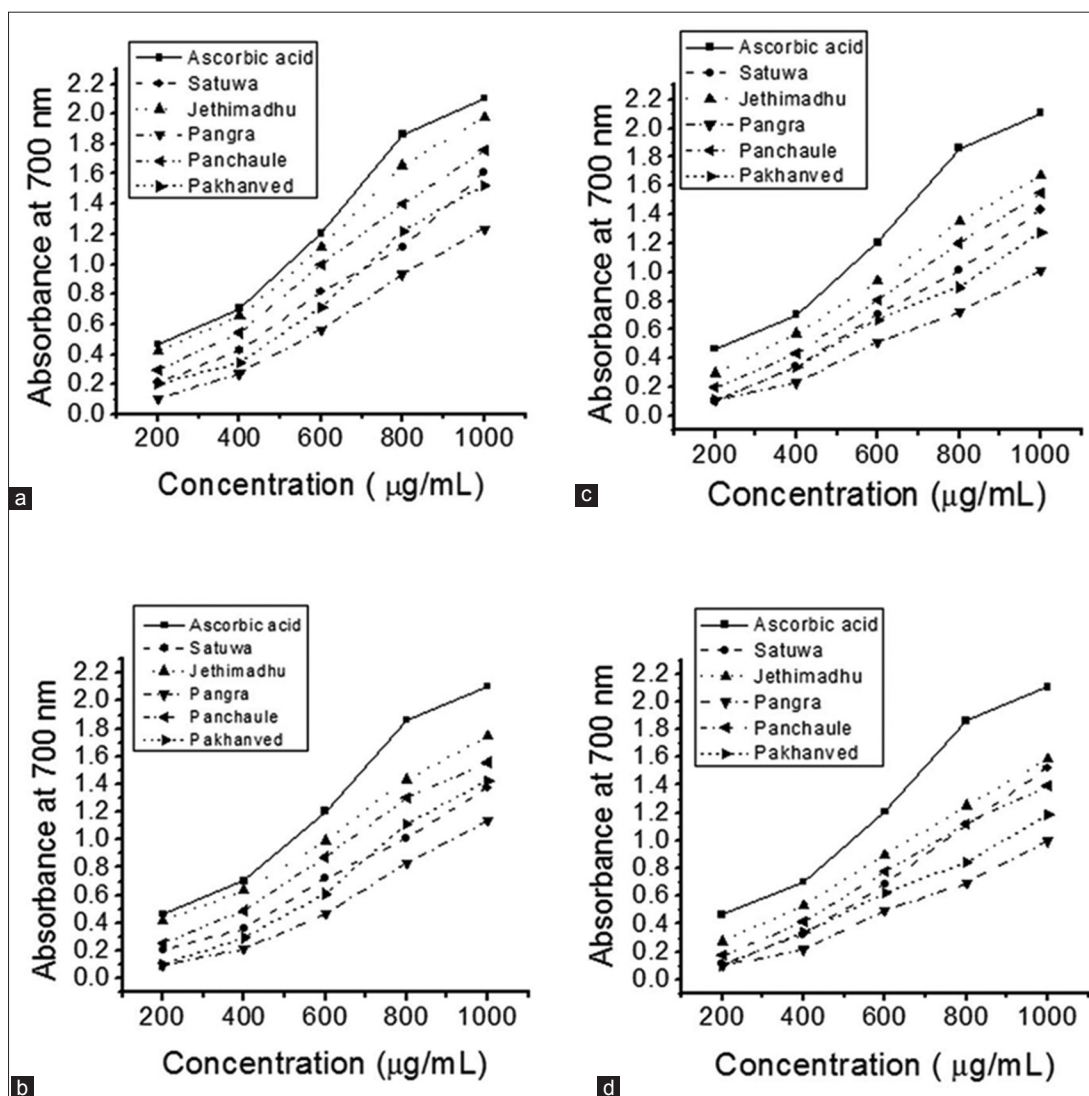 Ascorbic acid
Satuwa
Jethimadhu
Pangra
Panchaule
Pakhanved
2.2
2.0
1.8
1.6
1.4
1.2
1.0
0.8
0.6
0.4
0.2
0.0
Absorbance at 700 nm
200 400 600 800 1000
Concentration ( μg/mL)
a
Ascorbic acid
Satuwa
Jethimadhu
Pangra
Panchaule
Pakhanved
2.2
2.0
1.8
1.6
1.4
1.2
1.0
0.8
0.6
0.4
0.2
0.0
Absorbance at 700 nm
200 400 600 800 1000
Concentration (μg/mL)
c
Ascorbic acid
Satuwa
Jethimadhu
Pangra
Panchaule
Pakhanved
2.2
2.0
1.8
1.6
1.4
1.2
1.0
0.8
0.6
0.4
0.2
0.0
Absorbance at 700 nm
200 400 600 800 1000
Concentration (μg/mL)
b
Ascorbic acid
Satuwa
Jethimadhu
Pangra
Panchaule
Pakhanved
2.2
2.0
1.8
1.6
1.4
1.2
1.0
0.8
0.6
0.4
0.2
0.0
Absorbance at 700 nm
200 400 600 800 1000
Concentration ( μg/mL)
d